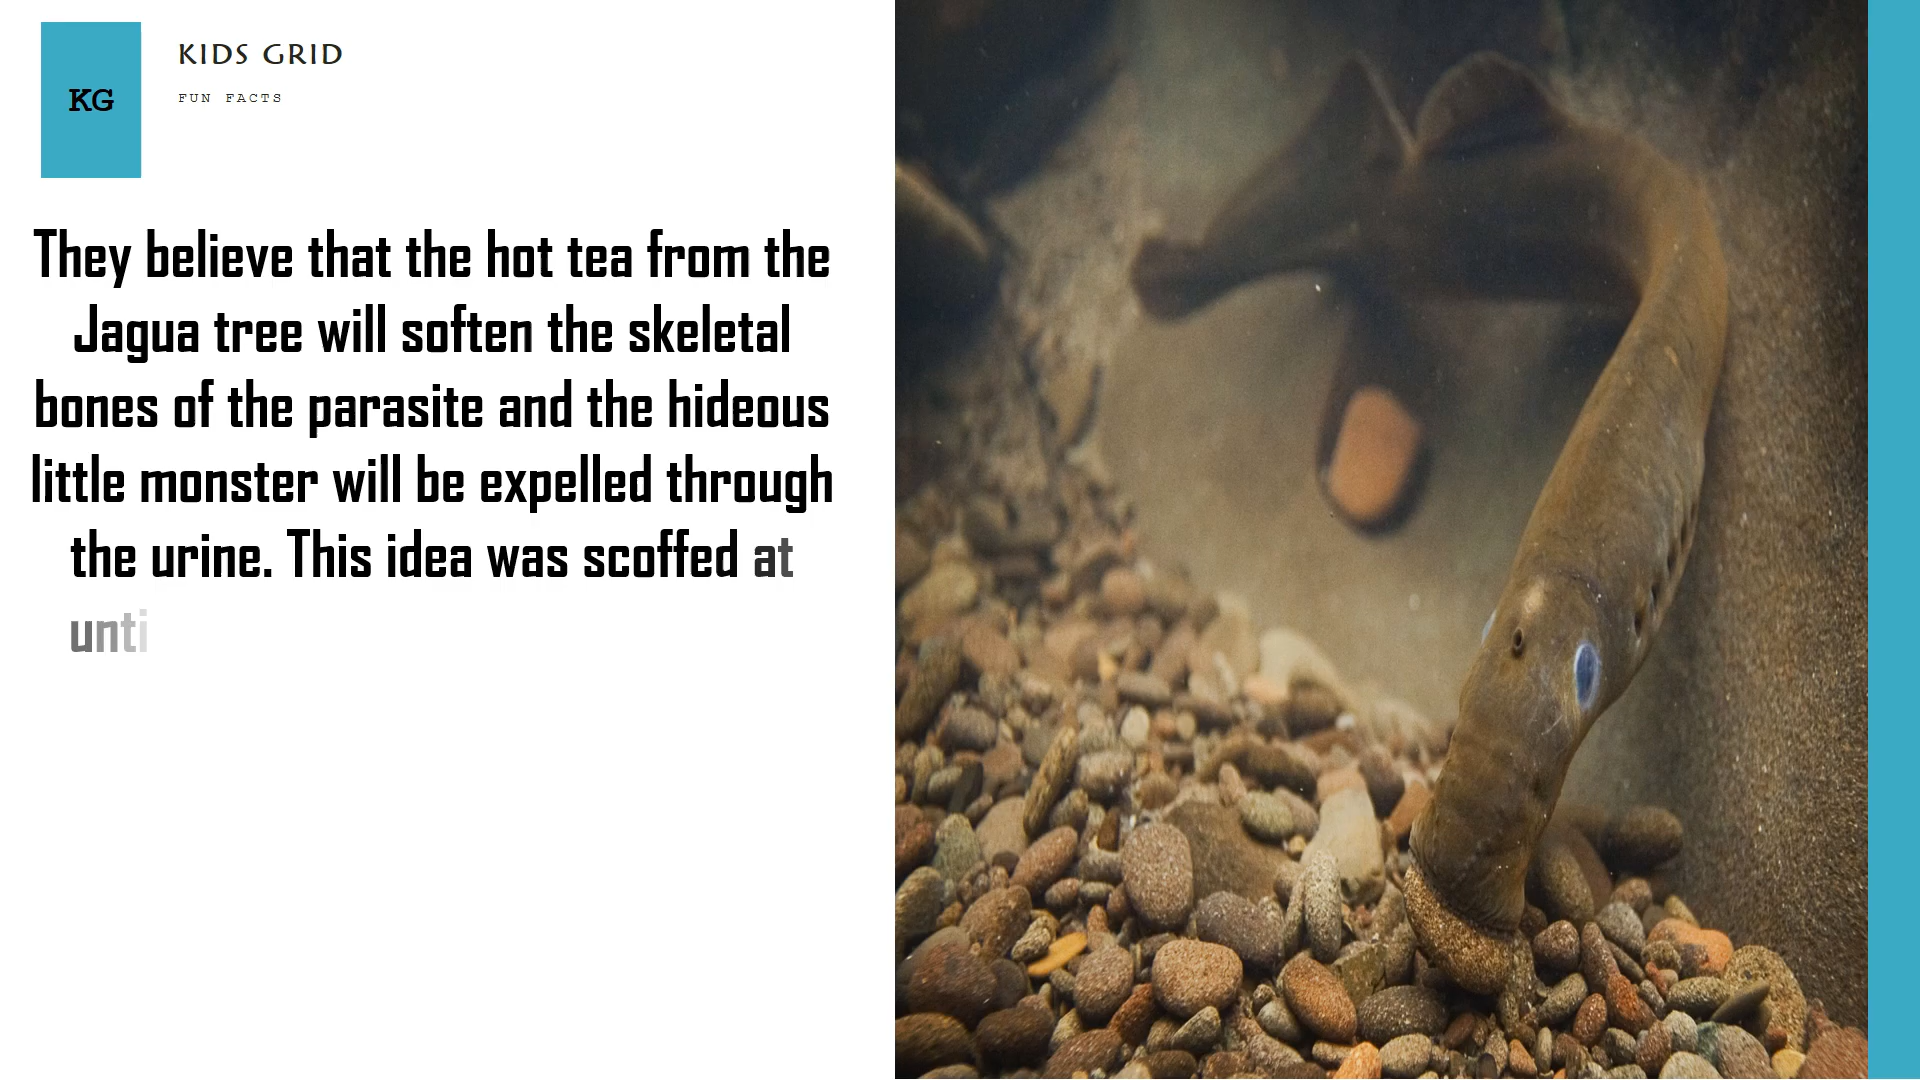 KG
KIDS GRID
FUN FACTS
They believe that the hot tea from the
Jagua tree will soften the skeletal
bones of the parasite and the hideous
little monster will be expelled through
the urine. This idea was scoffed at
unti